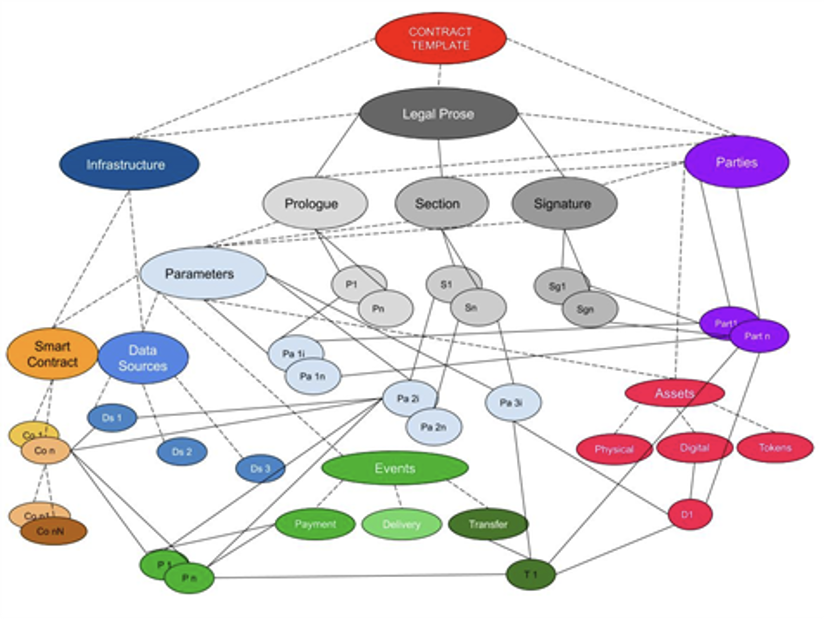 CONTRACT
TEMPLATE
Legal Prose
Infrastructure
Parties
Prologue
Section
Signature
Parameters
P1
Pn
S1
Sn
Sg1
Sgn
Part1
Part n
Smart
Contract
Data
Sources
Pa 1i
Pa 1n
Pa 2i
Pa 2n
Pa 3i
Assets
Ds 1
Ds 2
Ds 3
Co 1
Co n
Physical
Digital
Tokens
Events
Payment
Delivery
Transfer
D1
Co n1
Co nN
P 1
P n
T 1